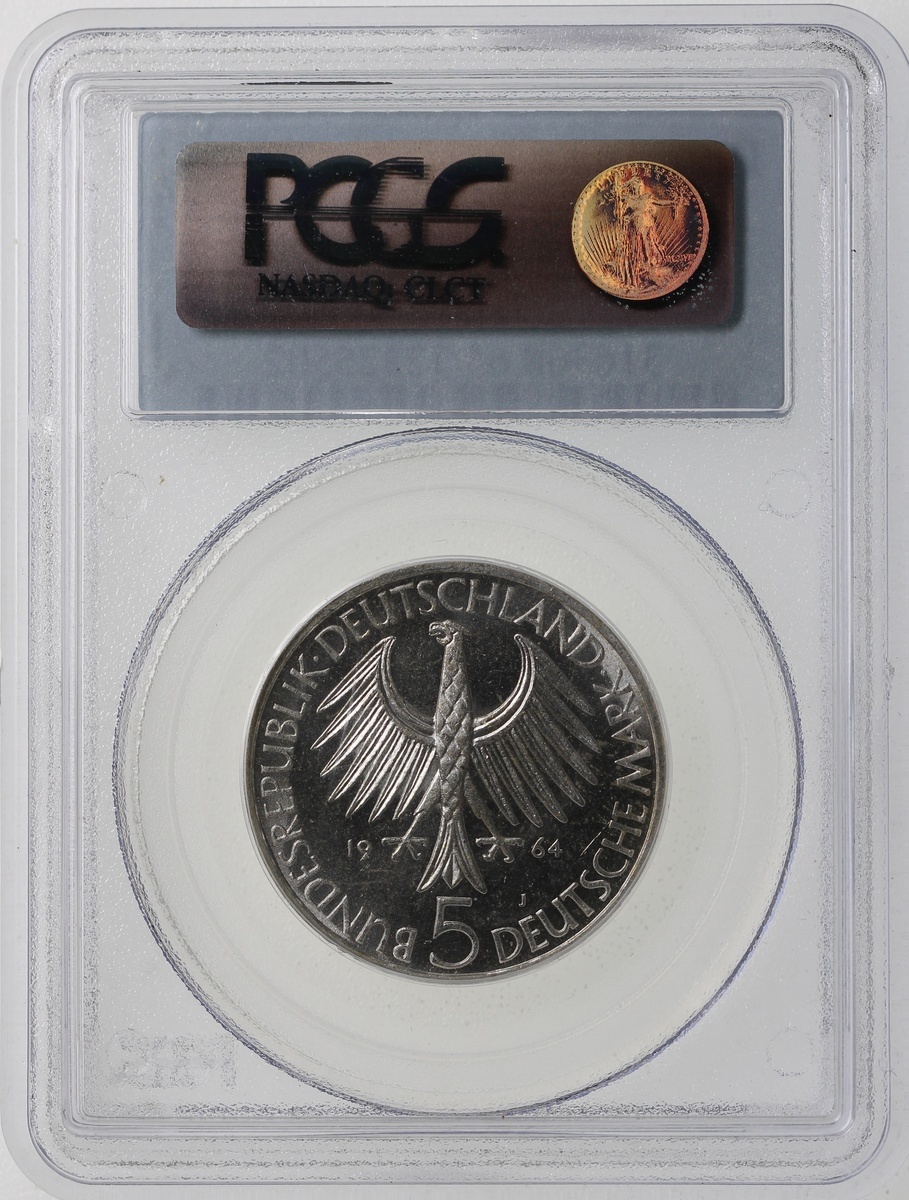 PCGS
NASDAQ: CLCT
BUNDESREPUBLIK · DEUTSCHLAND ·
19 64
J
5 DEUTSCHE MARK